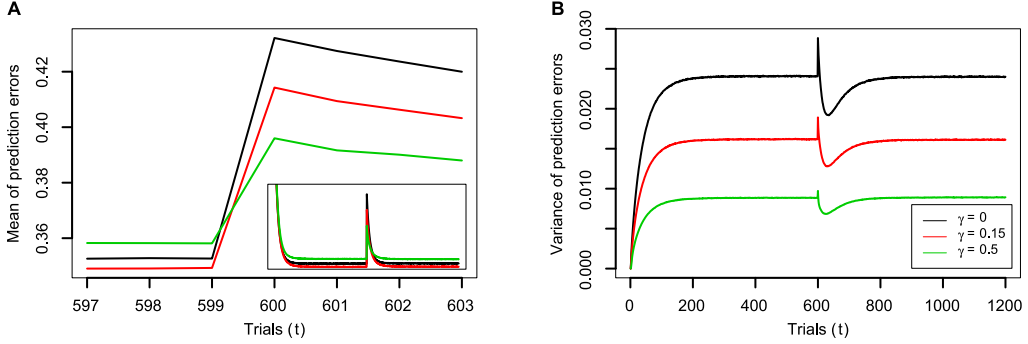 A
Mean of prediction errors
0.42
0.40
0.38
0.36
597 598 599 600 601 602 603
Trials (t)
B
Variance of prediction errors
0.030
0.020
0.010
0.000
0 200 400 600 800 1000 1200
Trials (t)
γ = 0
γ = 0.15
γ = 0.5